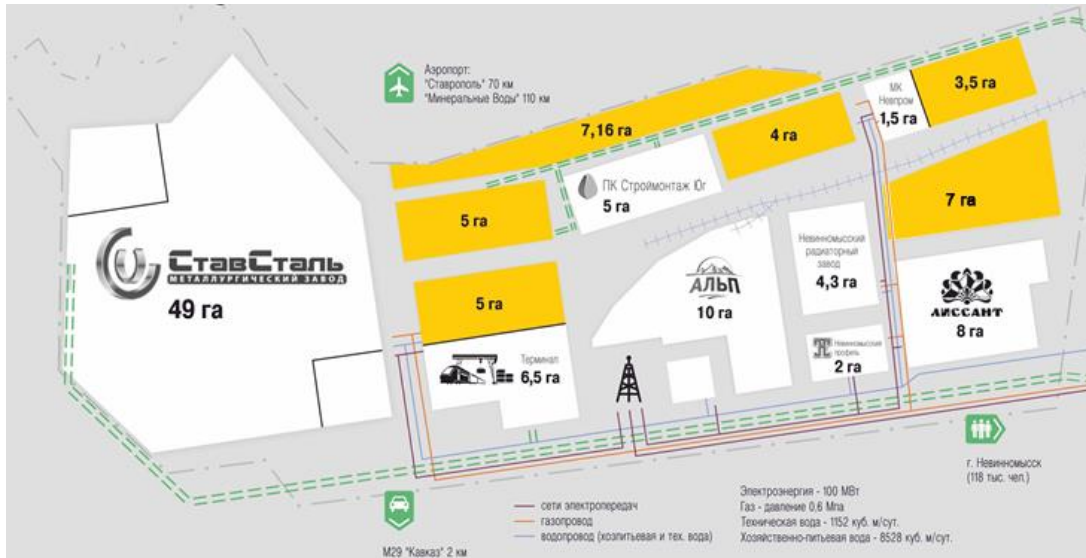 Аэропорт:
"Ставрополь" 70 км
"Минеральные Воды" 110 км
7,16 га
4 га
МК
Невпром
1,5 га
3,5 га
ПК Строймонтаж Юг
5 га
5 га
7 га
СтавСталь
МЕТАЛЛУРГИЧЕСКИЙ ЗАВОД
49 га
5 га
АЛЬП
10 га
Невинномысский
радиаторный
завод
4,3 га
ЛИССАНТ
8 га
Терминал
6,5 га
Невинномысский
профиль
2 га
г. Невинномысск
(118 тыс. чел.)
М29 "Кавказ" 2 км
сети электропередач
газопровод
водопровод (хозпитьевая и тех. вода)
Электроэнергия - 100 МВт
Газ - давление 0,6 Мпа
Техническая вода - 1152 куб. м/сут.
Хозяйственно-питьевая вода - 8528 куб. м/сут.